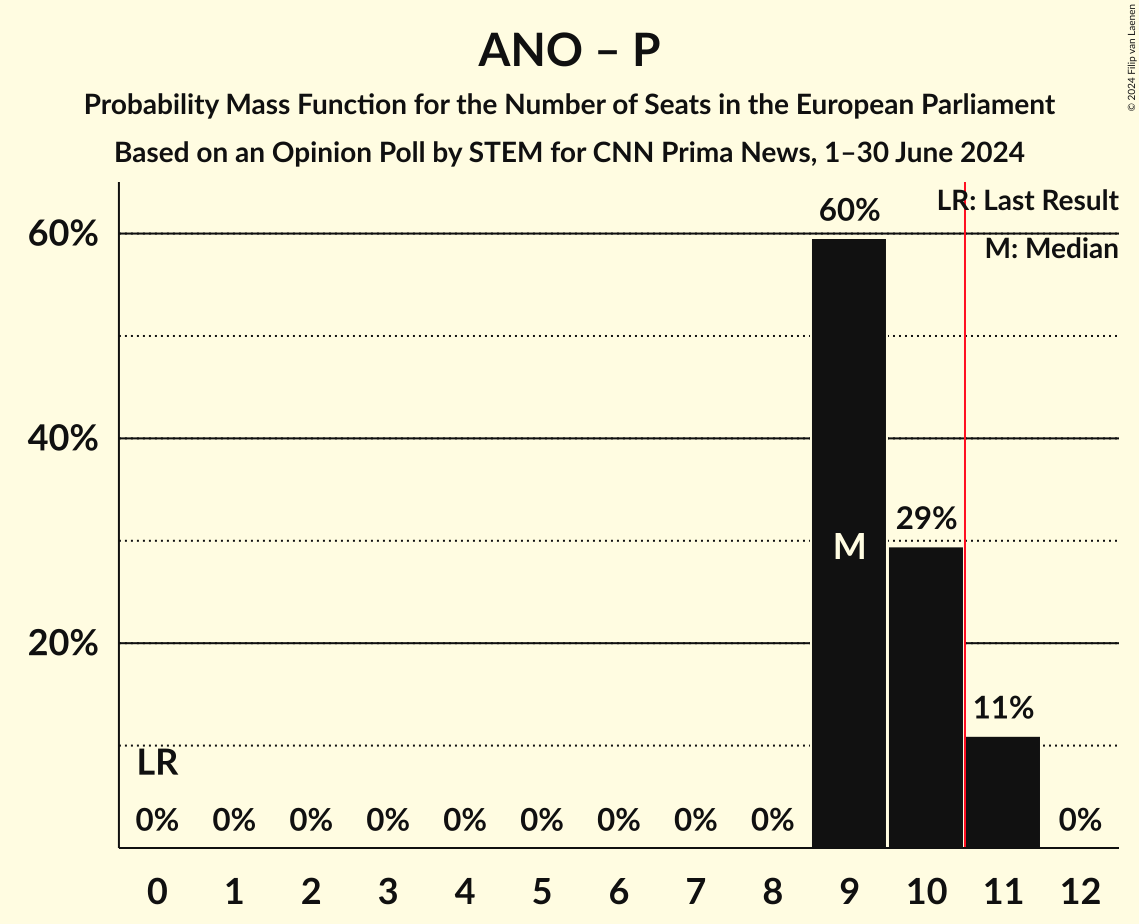 ANO – P
Probability Mass Function for the Number of Seats in the European Parliament
Based on an Opinion Poll by STEM for CNN Prima News, 1–30 June 2024
© 2024 Filip van Laenen
LR: Last Result
M: Median
60%
40%
20%
60%
29%
11%
M
LR
0% 0% 0% 0% 0% 0% 0% 0% 0% 0%
0 1 2 3 4 5 6 7 8 9 10 11 12